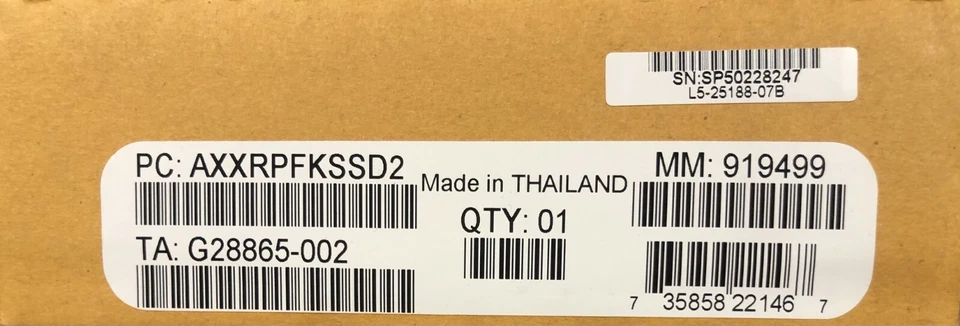 SN:SP50228247
L5-25188-07B
PC: AXXRPFKSSD2
Made in THAILAND
MM: 919499
QTY: 01
TA: G28865-002
7 35858 22146 7